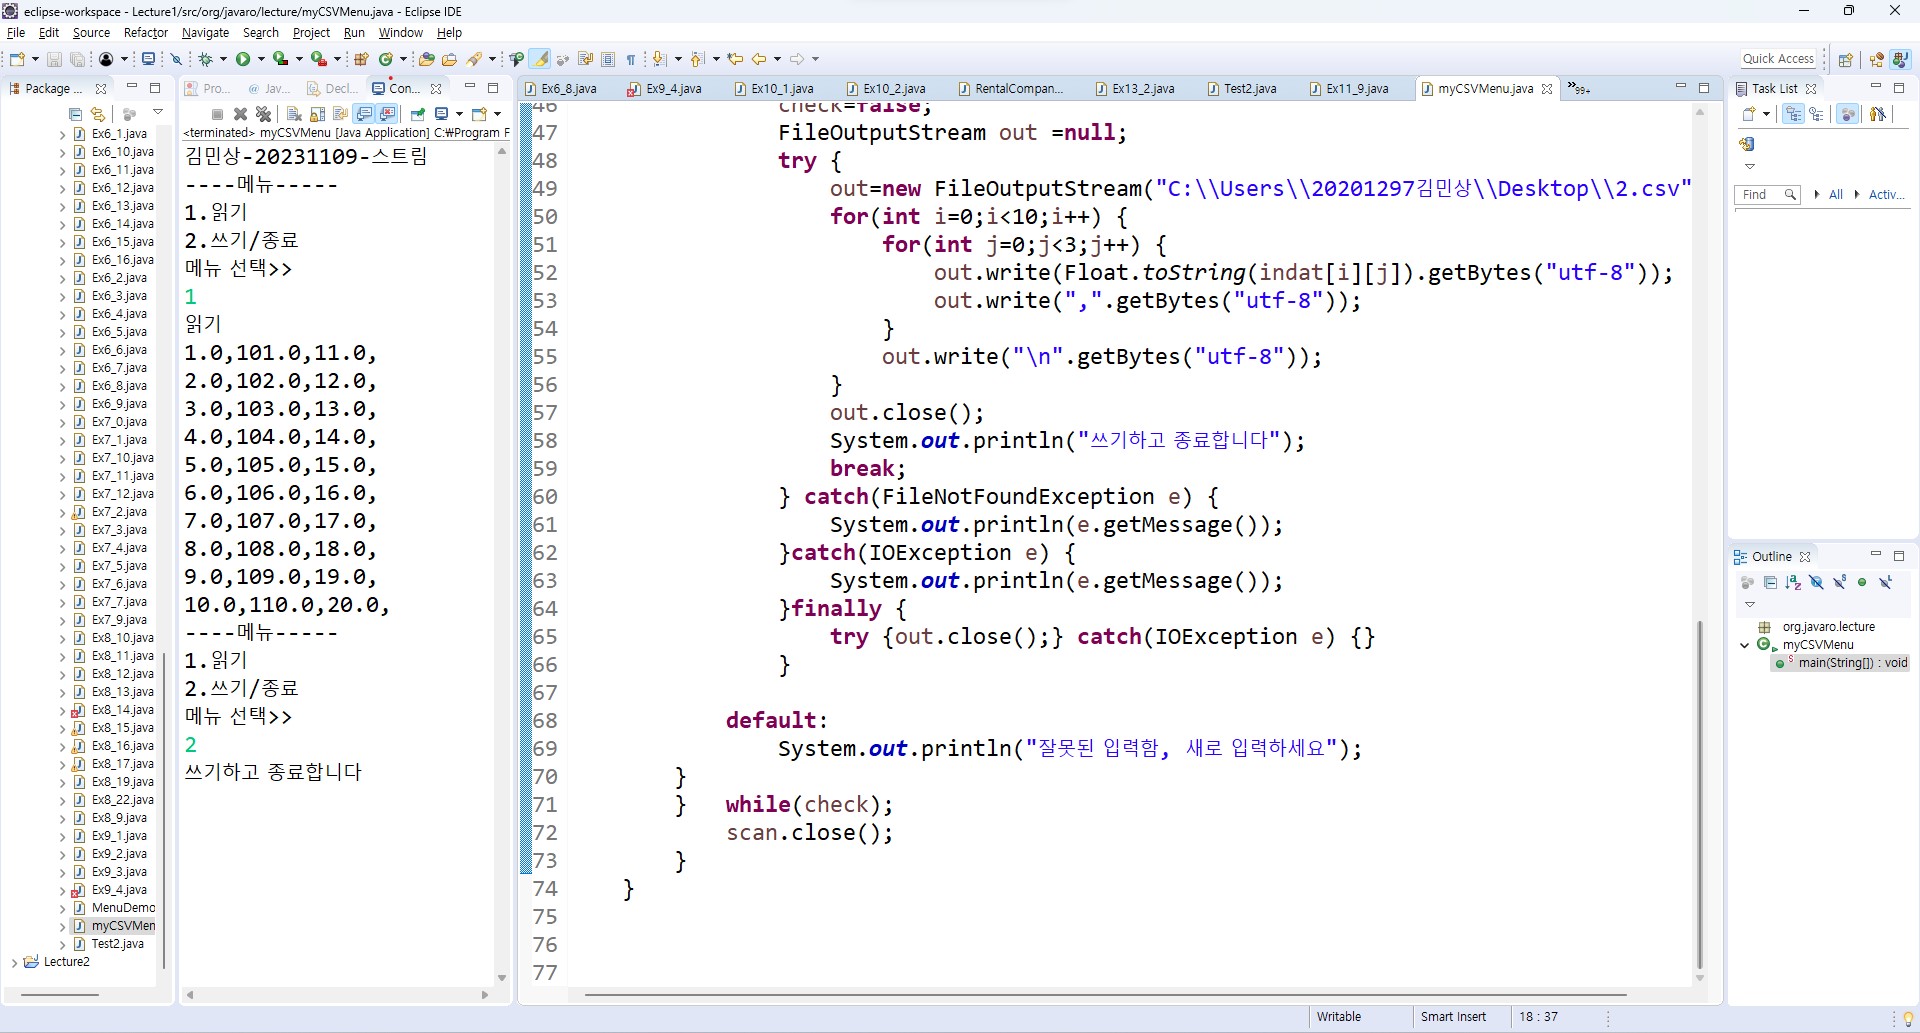 eclipse-workspace - Lecture1/src/org/javaro/lecture/myCSVMenu.java - Eclipse IDE
File Edit Source Refactor Navigate Search Project Run Window Help
Quick Access
Package ...
Ex6_1.java
Ex6_10.java
Ex6_11.java
Ex6_12.java
Ex6_13.java
Ex6_14.java
Ex6_15.java
Ex6_16.java
Ex6_2.java
Ex6_3.java
Ex6_4.java
Ex6_5.java
Ex6_6.java
Ex6_7.java
Ex6_8.java
Ex6_9.java
Ex7_0.java
Ex7_1.java
Ex7_10.java
Ex7_11.java
Ex7_12.java
Ex7_2.java
Ex7_3.java
Ex7_4.java
Ex7_5.java
Ex7_6.java
Ex7_7.java
Ex7_9.java
Ex8_10.java
Ex8_11.java
Ex8_12.java
Ex8_13.java
Ex8_14.java
Ex8_15.java
Ex8_16.java
Ex8_17.java
Ex8_19.java
Ex8_22.java
Ex8_9.java
Ex9_1.java
Ex9_2.java
Ex9_3.java
Ex9_4.java
MenuDemo
myCSVMen
Test2.java
Lecture2
Pro... @ Jav... Decl... Con...
<terminated> myCSVMenu [Java Application] C:₩Program F
김민상-20231109-스트림
----메뉴-----
1.읽기
2.쓰기/종료
메뉴 선택>>
1
읽기
1.0,101.0,11.0,
2.0,102.0,12.0,
3.0,103.0,13.0,
4.0,104.0,14.0,
5.0,105.0,15.0,
6.0,106.0,16.0,
7.0,107.0,17.0,
8.0,108.0,18.0,
9.0,109.0,19.0,
10.0,110.0,20.0,
----메뉴-----
1.읽기
2.쓰기/종료
메뉴 선택>>
2
쓰기하고 종료합니다
Ex6_8.java Ex9_4.java Ex10_1.java Ex10_2.java RentalCompan... Ex13_2.java Test2.java Ex11_9.java myCSVMenu.java »99+
46 check=false;
47 FileOutputStream out =null;
48 try {
49 out=new FileOutputStream("C:\\Users\\20201297김민상\\Desktop\\2.csv"
50 for(int i=0;i<10;i++) {
51 for(int j=0;j<3;j++) {
52 out.write(Float.toString(indat[i][j]).getBytes("utf-8"));
53 out.write(",".getBytes("utf-8"));
54 }
55 out.write("\n".getBytes("utf-8"));
56 }
57 out.close();
58 System.out.println("쓰기하고 종료합니다");
59 break;
60 } catch(FileNotFoundException e) {
61 System.out.println(e.getMessage());
62 }catch(IOException e) {
63 System.out.println(e.getMessage());
64 }finally {
65 try {out.close();} catch(IOException e) {}
66 }
67
68 default:
69 System.out.println("잘못된 입력함, 새로 입력하세요");
70 }
71 } while(check);
72 scan.close();
73 }
74 }
75
76
77
Task List
Find All Activ...
Outline
org.javaro.lecture
myCSVMenu
main(String[]) : void
Writable Smart Insert 18 : 37